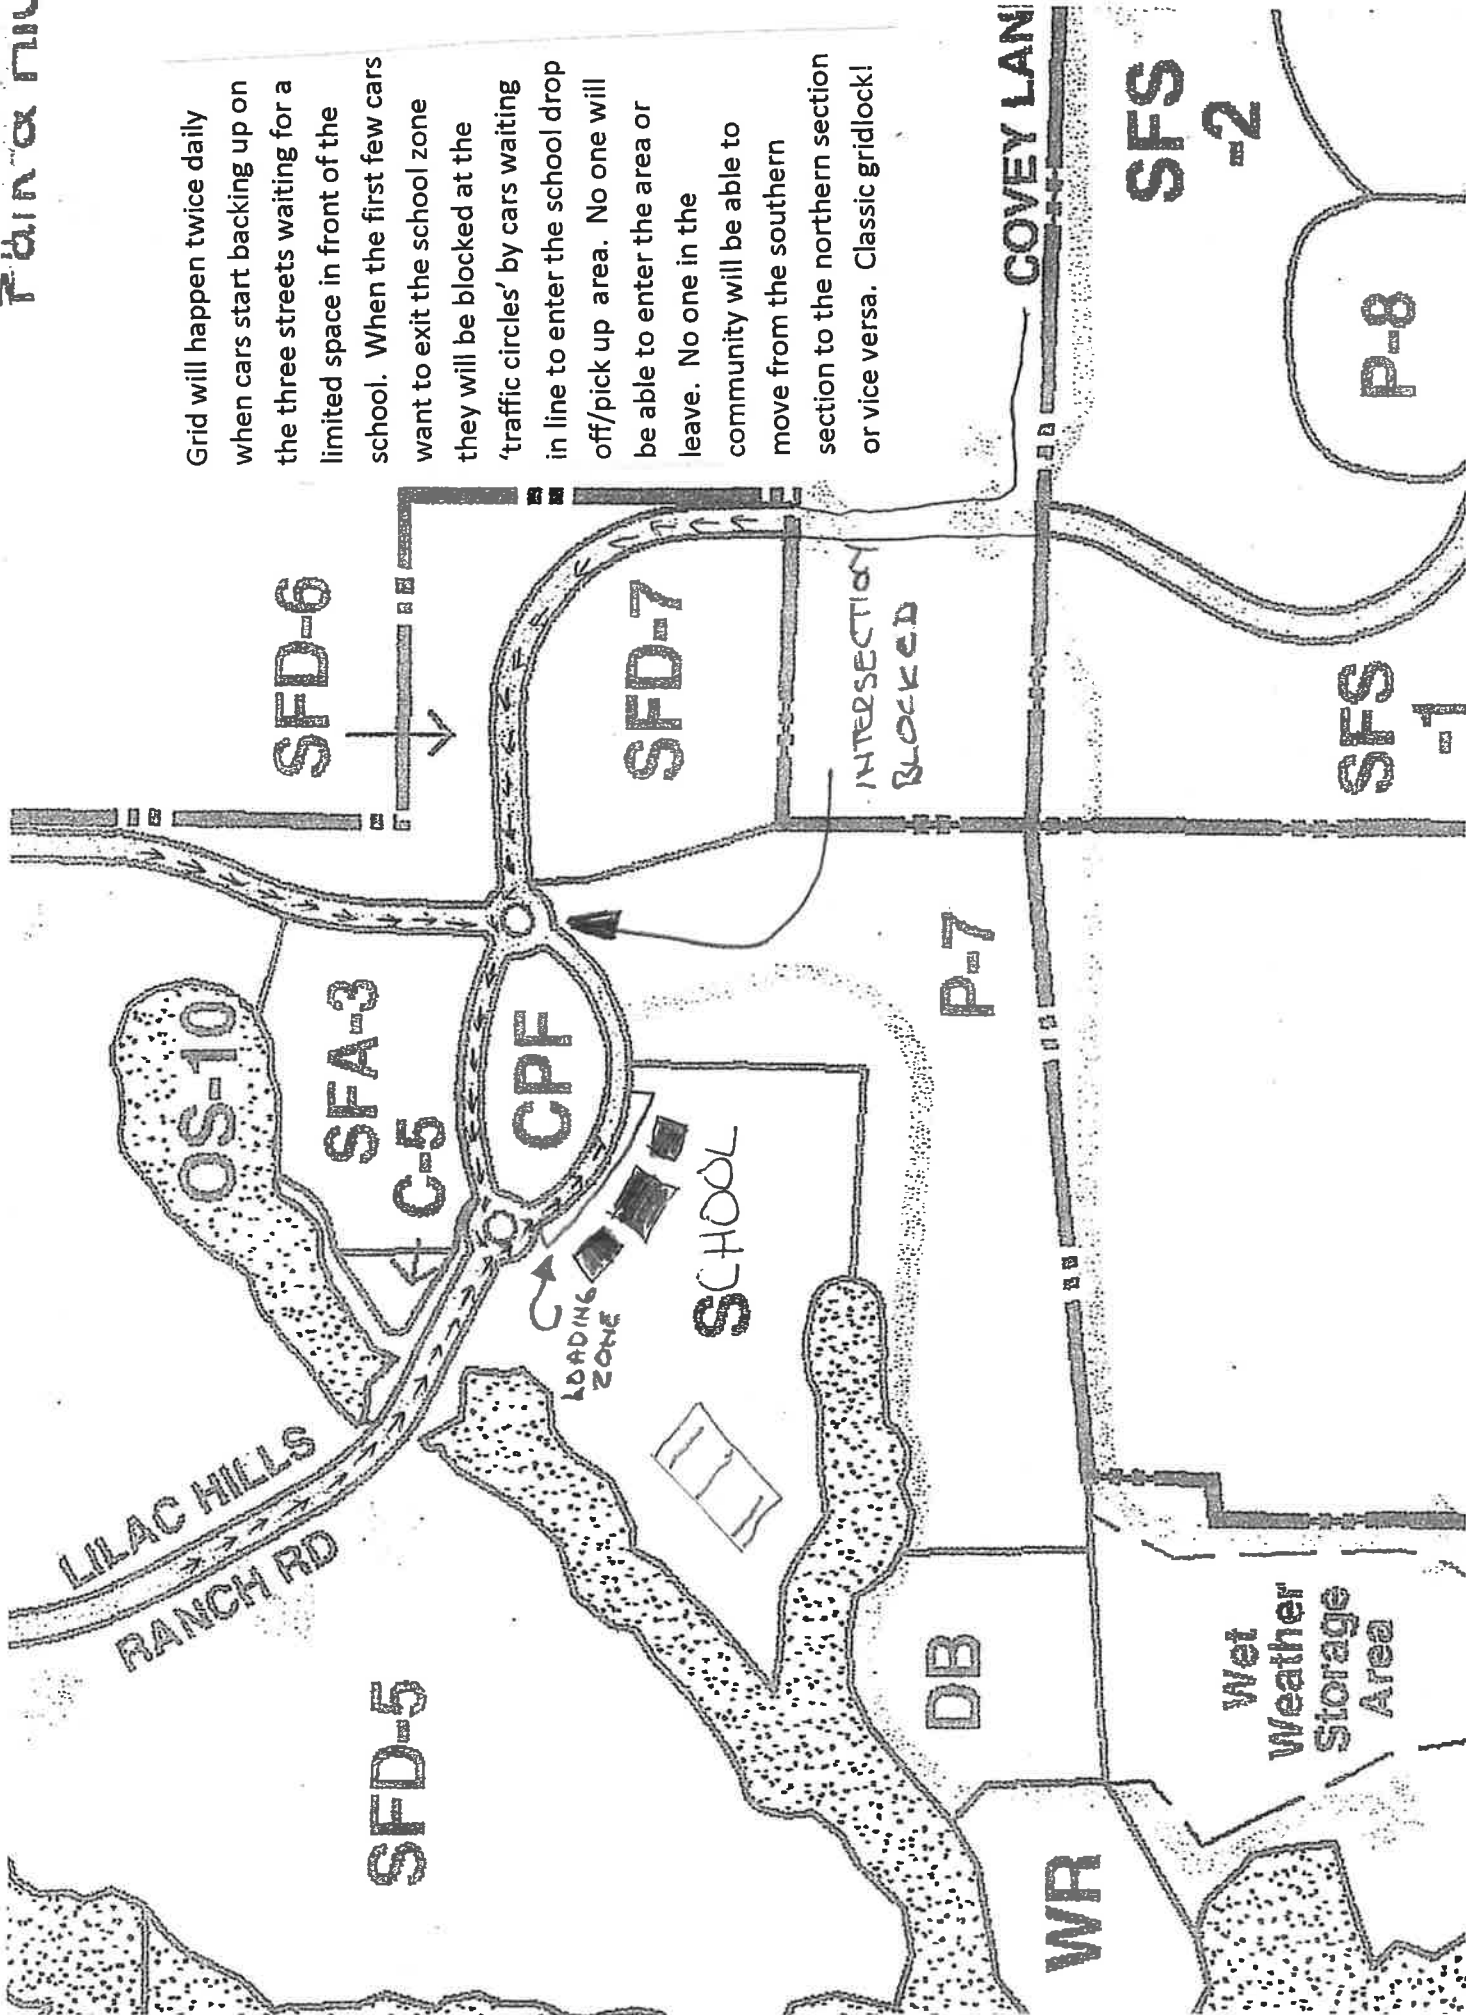 Grid will happen twice daily
when cars start backing up on
the three streets waiting for a
limited space in front of the
school. When the first few cars
want to exit the school zone
they will be blocked at the
'traffic circles' by cars waiting
in line to enter the school drop
off/pick up area. No one will
be able to enter the area or
leave. No one in the
community will be able to
move from the southern
section to the northern section
or vice versa. Classic gridlock!
COVEY LAN
SFS
-2
P-8
SFD-6
SFD-7
INTERSECTION
BLOCKED
SFS
-1
OS-10
SFA-3
C-5
CPF
P-7
LOADING
ZONE
SCHOOL
LILAC HILLS
RANCH RD
SFD-5
DB
WR
Wet
Weather
Storage
Area